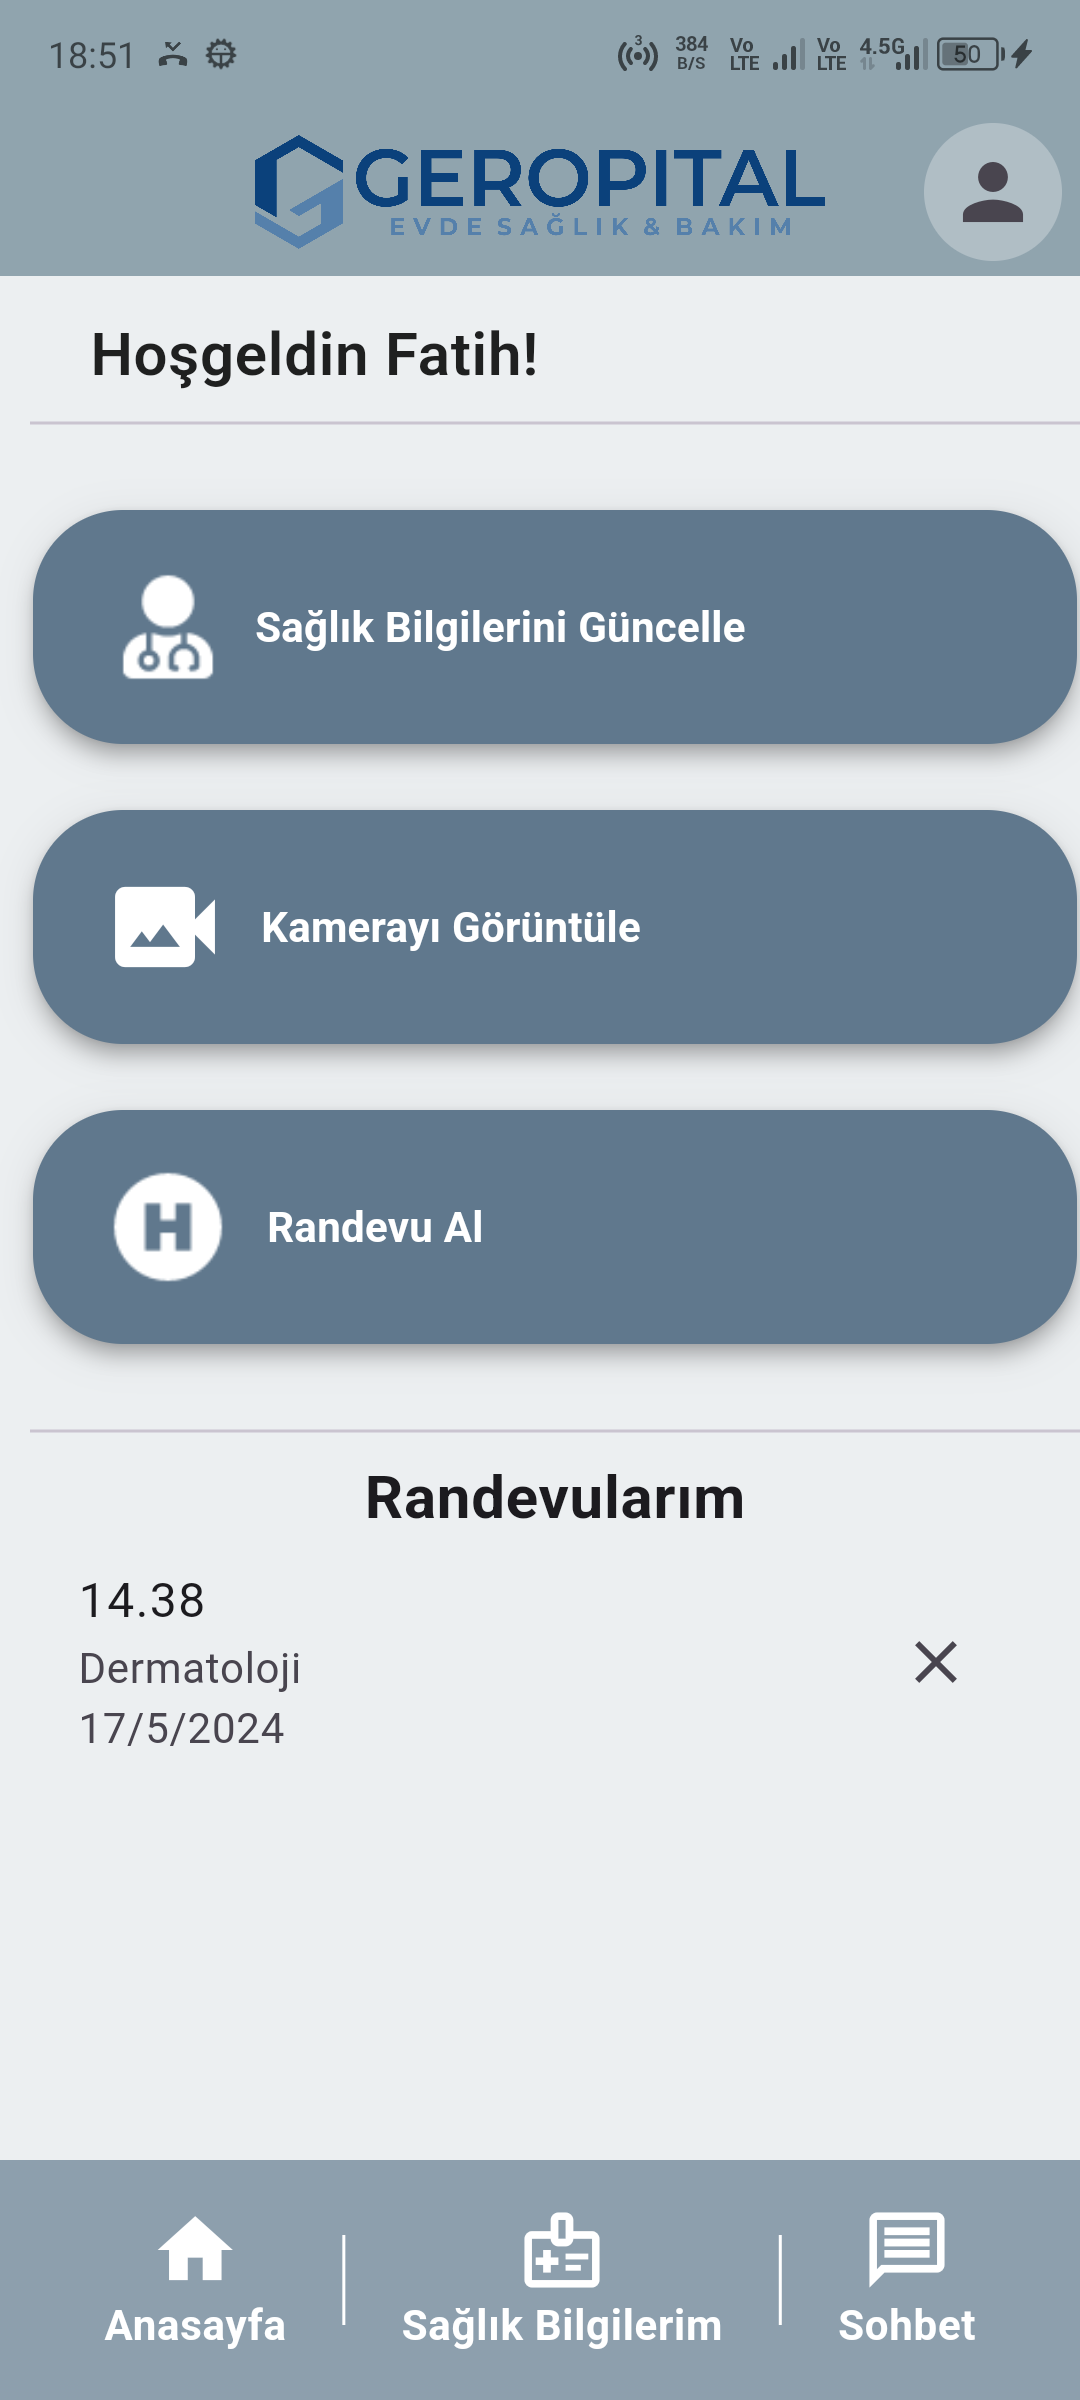 18:51
3
384
B/S
Vo
LTE
Vo
LTE
4.5G
50
GEROPITAL
EVDE SAĞLIK & BAKIM
Hoşgeldin Fatih!
Sağlık Bilgilerini Güncelle
Kamerayı Görüntüle
H
Randevu Al
Randevularım
14.38
Dermatoloji
17/5/2024
Anasayfa
Sağlık Bilgilerim
Sohbet